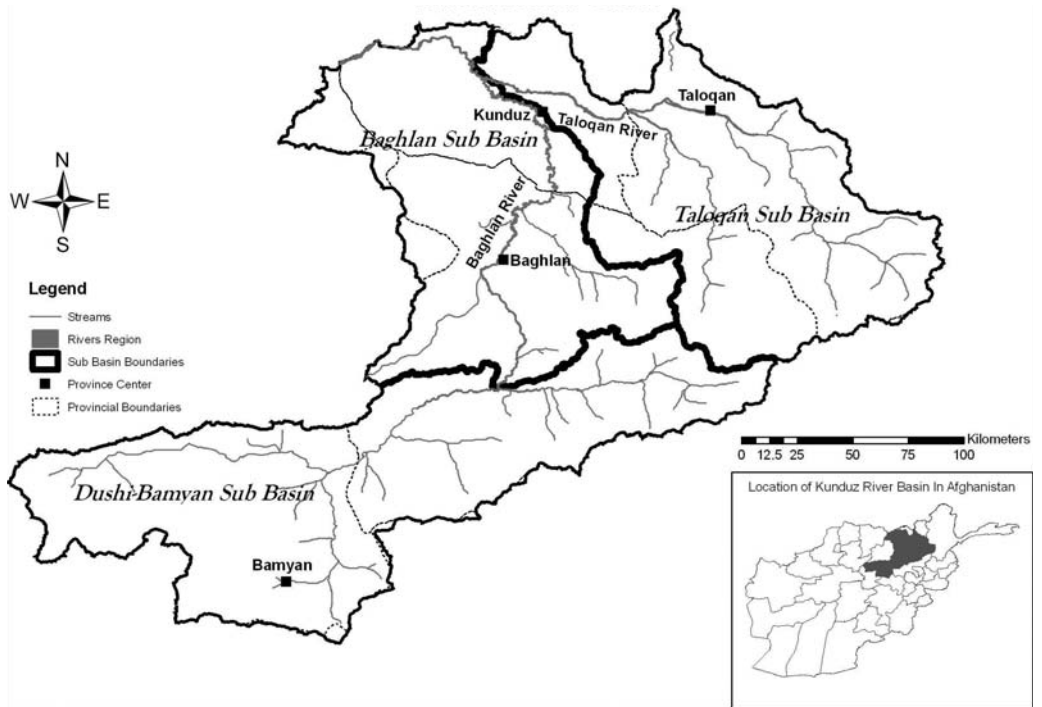 Taloqan
Kunduz
Taloqan River
Baghlan Sub Basin
N
W E
S
Baghlan River
Taloqan Sub Basin
Baghlan
Legend
Streams
Rivers Region
Sub Basin Boundaries
Province Center
Provincial Boundaries
Kilometers
0 12.5 25 50 75 100
Dushi-Bamyan Sub Basin
Bamyan
Location of Kunduz River Basin In Afghanistan